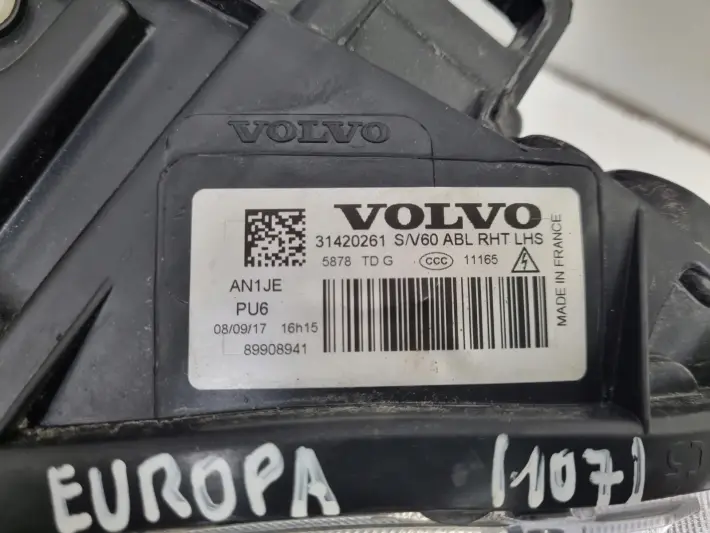 VOLVO
VOLVO
31420261 S/V60 ABL RHT LHS
5878 TD G CCC 11165
AN1JE
PU6
08/09/17 16h15
89908941
MADE IN FRANCE
EUROPA (107)